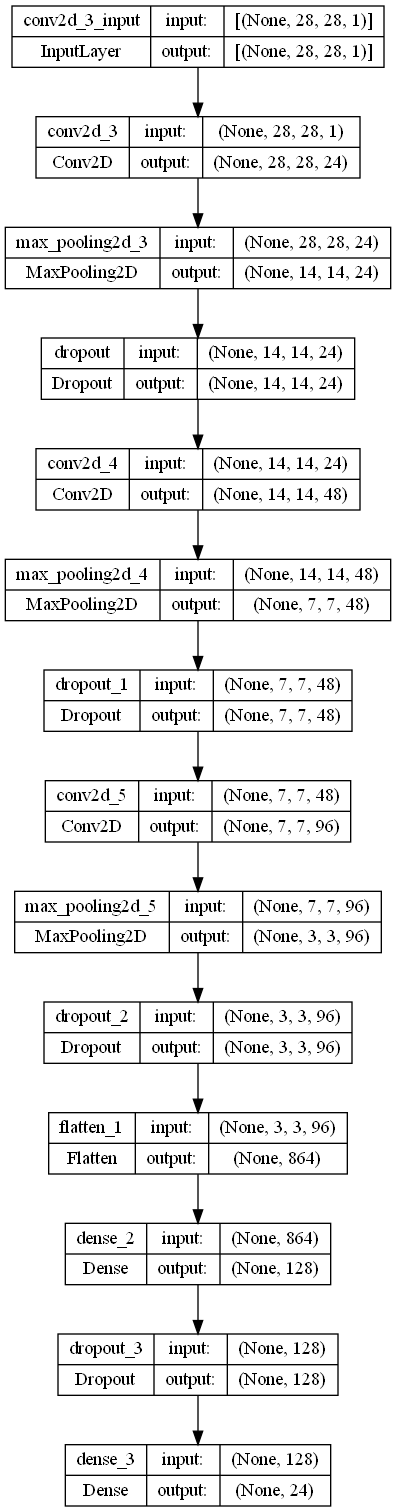 conv2d_3_input input: [(None, 28, 28, 1)]
InputLayer output: [(None, 28, 28, 1)]
conv2d_3 input: (None, 28, 28, 1)
Conv2D output: (None, 28, 28, 24)
max_pooling2d_3 input: (None, 28, 28, 24)
MaxPooling2D output: (None, 14, 14, 24)
dropout input: (None, 14, 14, 24)
Dropout output: (None, 14, 14, 24)
conv2d_4 input: (None, 14, 14, 24)
Conv2D output: (None, 14, 14, 48)
max_pooling2d_4 input: (None, 14, 14, 48)
MaxPooling2D output: (None, 7, 7, 48)
dropout_1 input: (None, 7, 7, 48)
Dropout output: (None, 7, 7, 48)
conv2d_5 input: (None, 7, 7, 48)
Conv2D output: (None, 7, 7, 96)
max_pooling2d_5 input: (None, 7, 7, 96)
MaxPooling2D output: (None, 3, 3, 96)
dropout_2 input: (None, 3, 3, 96)
Dropout output: (None, 3, 3, 96)
flatten_1 input: (None, 3, 3, 96)
Flatten output: (None, 864)
dense_2 input: (None, 864)
Dense output: (None, 128)
dropout_3 input: (None, 128)
Dropout output: (None, 128)
dense_3 input: (None, 128)
Dense output: (None, 24)